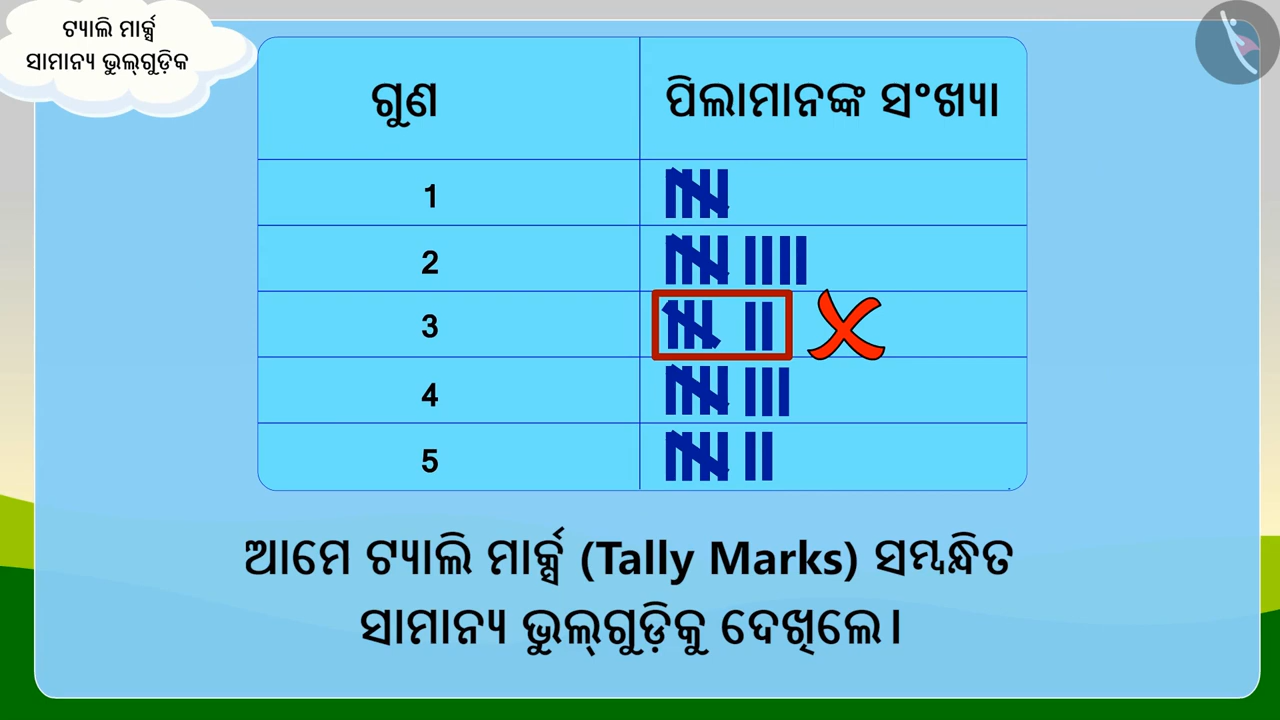 ଟ୍ୟାଲି ମାର୍କ୍ସ
ସାମାନ୍ୟ ଭୁଲ୍‌ଗୁଡ଼ିକ
ଗୁଣ ପିଲାମାନଙ୍କ ସଂଖ୍ୟା
1
2
3
4
5
ଆମେ ଟ୍ୟାଲି ମାର୍କ୍ସ (Tally Marks) ସମ୍ବନ୍ଧିତ
ସାମାନ୍ୟ ଭୁଲ୍‌ଗୁଡ଼ିକୁ ଦେଖିଲେ।